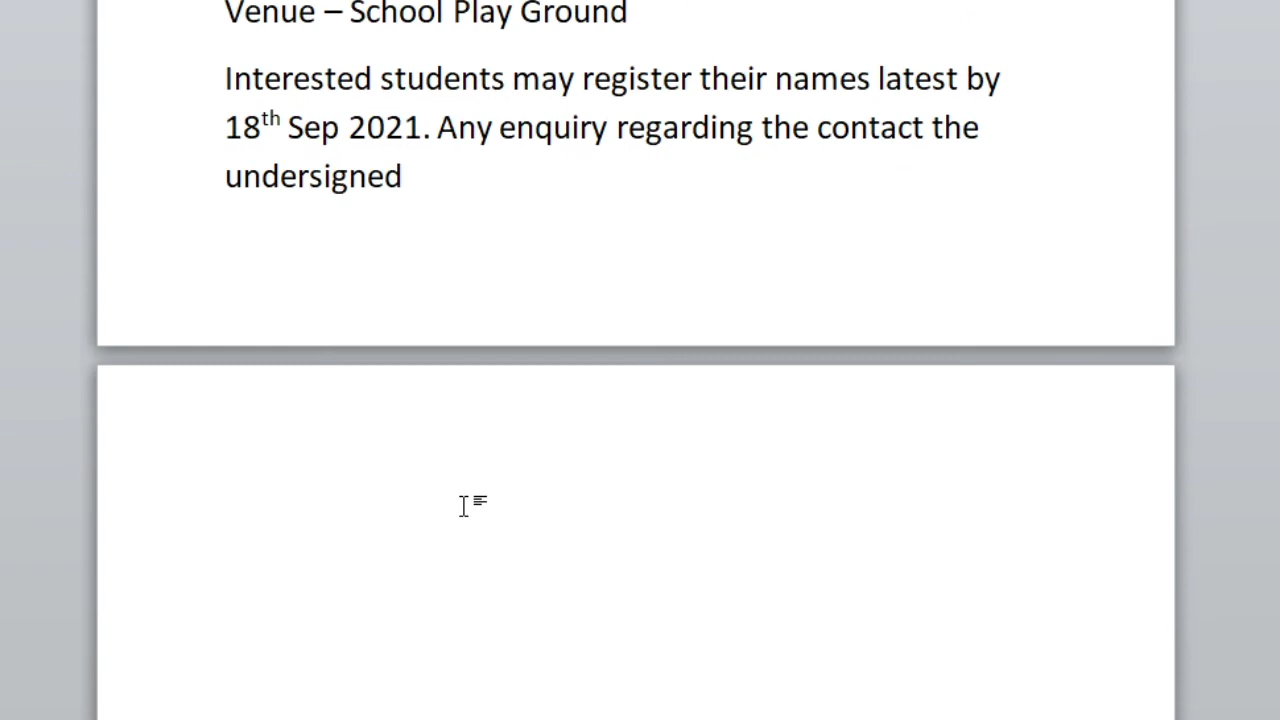 Venue – School Play Ground
Interested students may register their names latest by
18th Sep 2021. Any enquiry regarding the contact the
undersigned